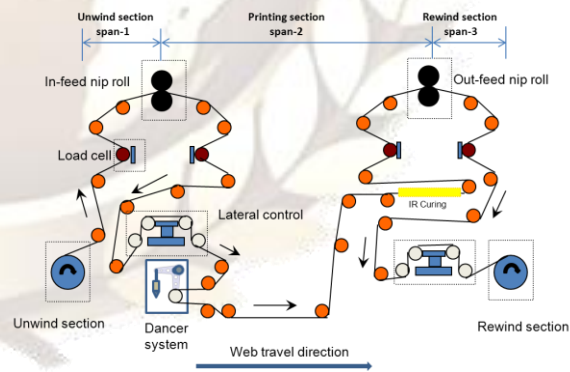 Unwind section
span-1
Printing section
span-2
Rewind section
span-3
In-feed nip roll
Out-feed nip roll
Load cell
IR Curing
Lateral control
Unwind section
Dancer
system
Rewind section
Web travel direction